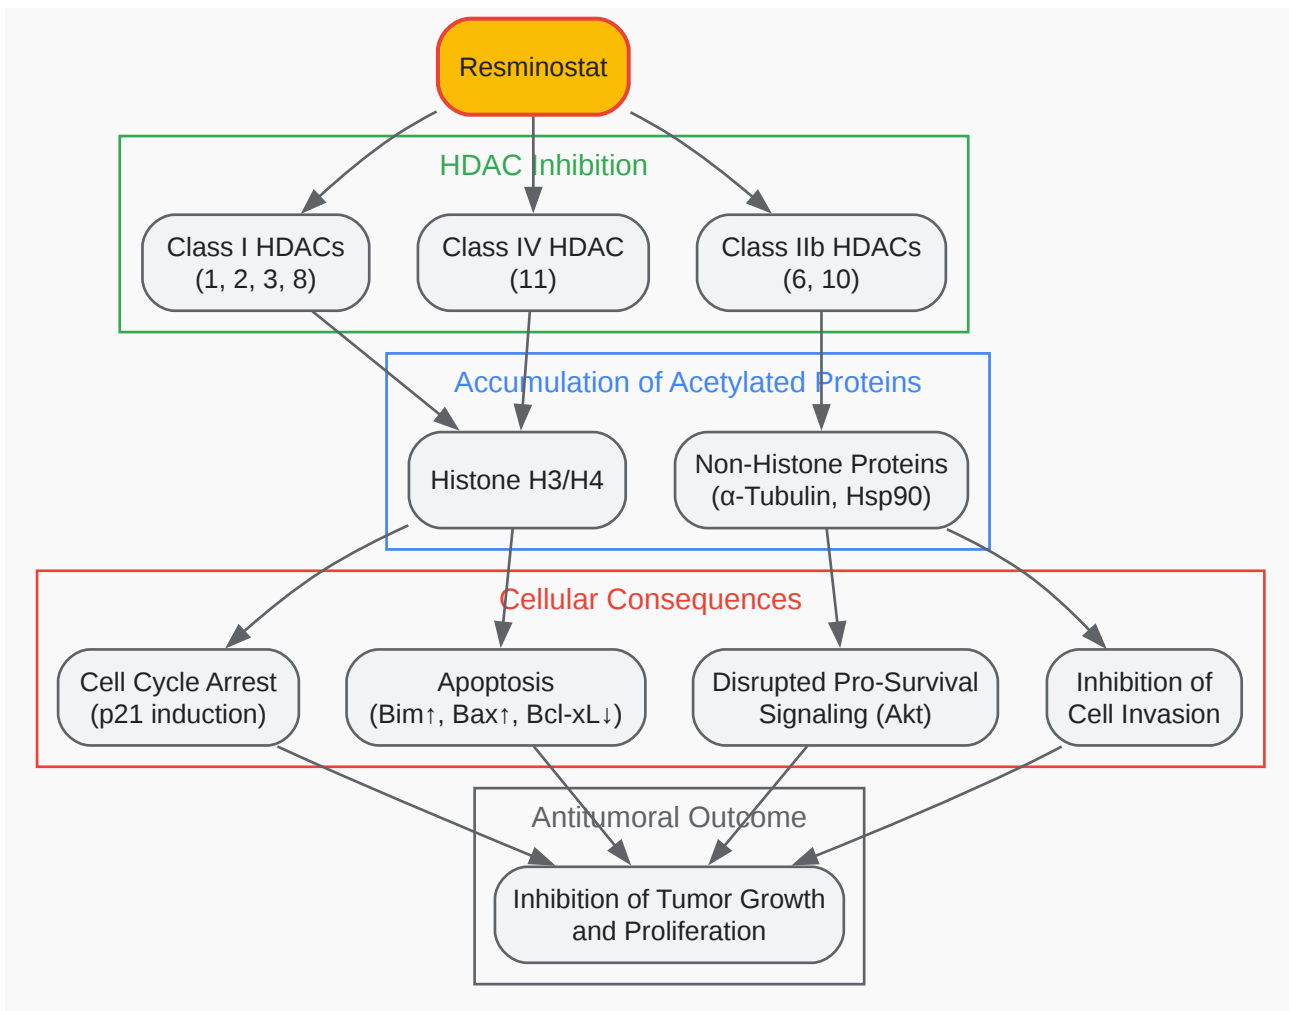 Resminostat
HDAC Inhibition
Class I HDACs
(1, 2, 3, 8)
Class IV HDAC
(11)
Class IIb HDACs
(6, 10)
Accumulation of Acetylated Proteins
Histone H3/H4
Non-Histone Proteins
(α-Tubulin, Hsp90)
Cellular Consequences
Cell Cycle Arrest
(p21 induction)
Apoptosis
(Bim↑, Bax↑, Bcl-xL↓)
Disrupted Pro-Survival
Signaling (Akt)
Inhibition of
Cell Invasion
Antitumoral Outcome
Inhibition of Tumor Growth
and Proliferation